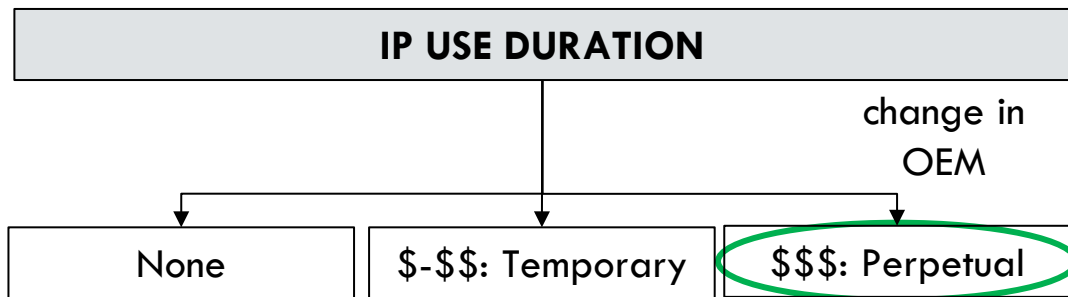 IP USE DURATION
change in
OEM
None
$-$$: Temporary
$$$: Perpetual